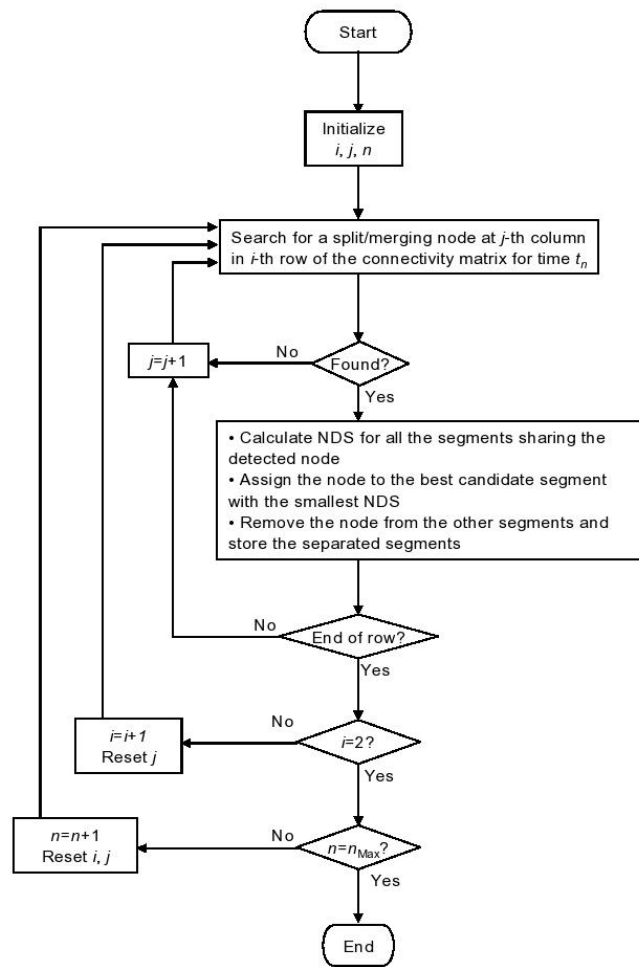 Start
Initialize
i, j, n
Search for a split/merging node at j-th column
in i-th row of the connectivity matrix for time tₙ
No
j=j+1
Found?
Yes
• Calculate NDS for all the segments sharing the
detected node
• Assign the node to the best candidate segment
with the smallest NDS
• Remove the node from the other segments and
store the separated segments
No
End of row?
Yes
No
i=i+1
Reset j
i=2?
Yes
No
n=n+1
Reset i, j
n=nMax?
Yes
End